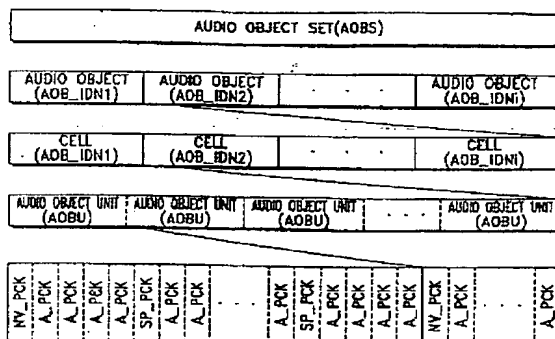 AUDIO OBJECT SET(AOBS)
AUDIO OBJECT AUDIO OBJECT . . . AUDIO OBJECT
(AOB_IDN1) (AOB_IDN2) (AOB_IDNi)
CELL CELL . . . CELL
(AOB_IDN1) (AOB_IDN2) (AOB_IDNi)
AUDIO OBJECT UNIT AUDIO OBJECT UNIT AUDIO OBJECT UNIT . . . AUDIO OBJECT UNIT
(AOBU) (AOBU) (AOBU) (AOBU)
NV_PCK
A_PCK
A_PCK
A_PCK
A_PCK
SP_PCK
A_PCK
A_PCK
. . . .
A_PCK
SP_PCK
A_PCK
A_PCK
A_PCK
A_PCK
NV_PCK
A_PCK
. . . .
A_PCK